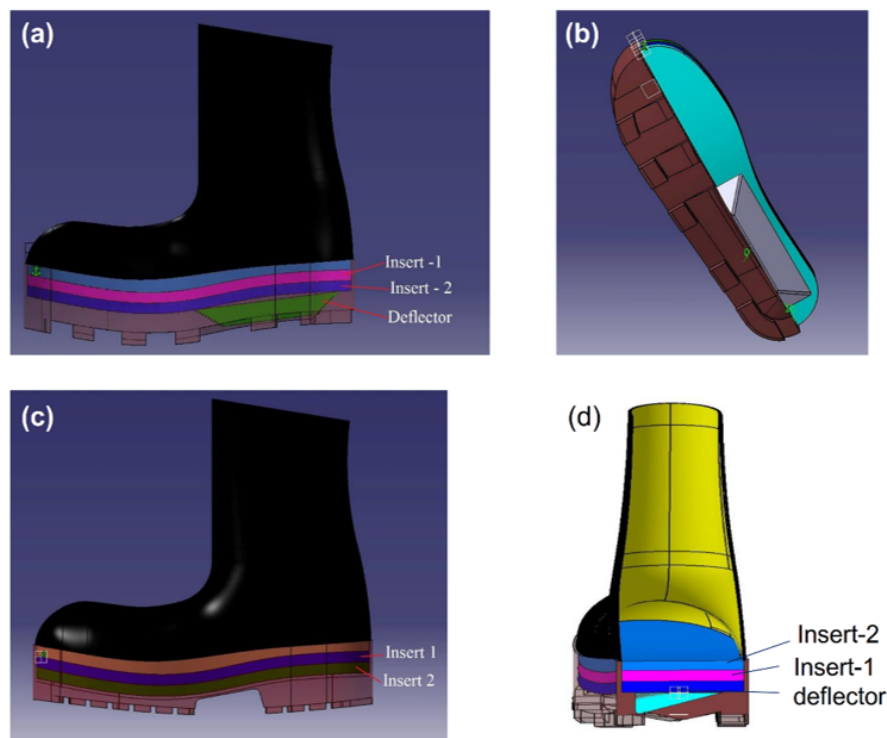 (a)
Insert -1
Insert - 2
Deflector
(b)
(c)
Insert 1
Insert 2
(d)
Insert-2
Insert-1
deflector